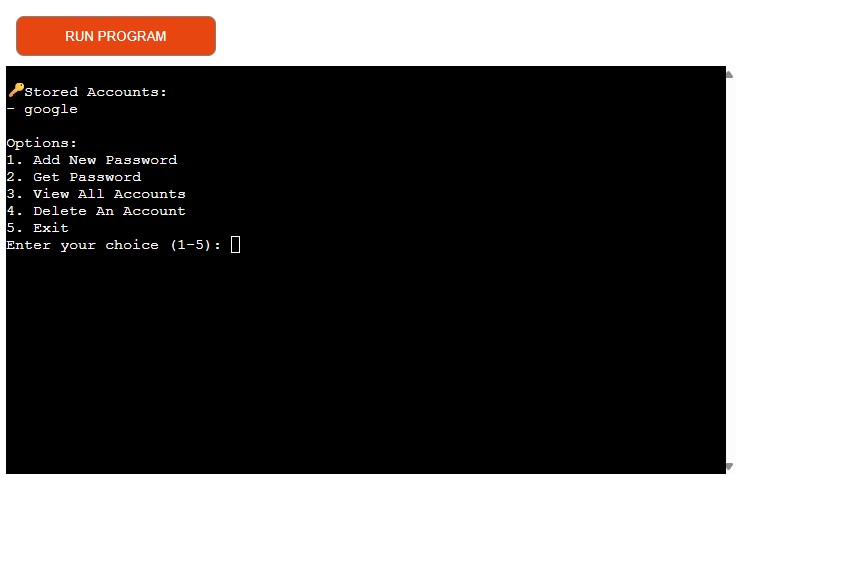 RUN PROGRAM
🔑Stored Accounts:
- google
Options:
1. Add New Password
2. Get Password
3. View All Accounts
4. Delete An Account
5. Exit
Enter your choice (1-5):